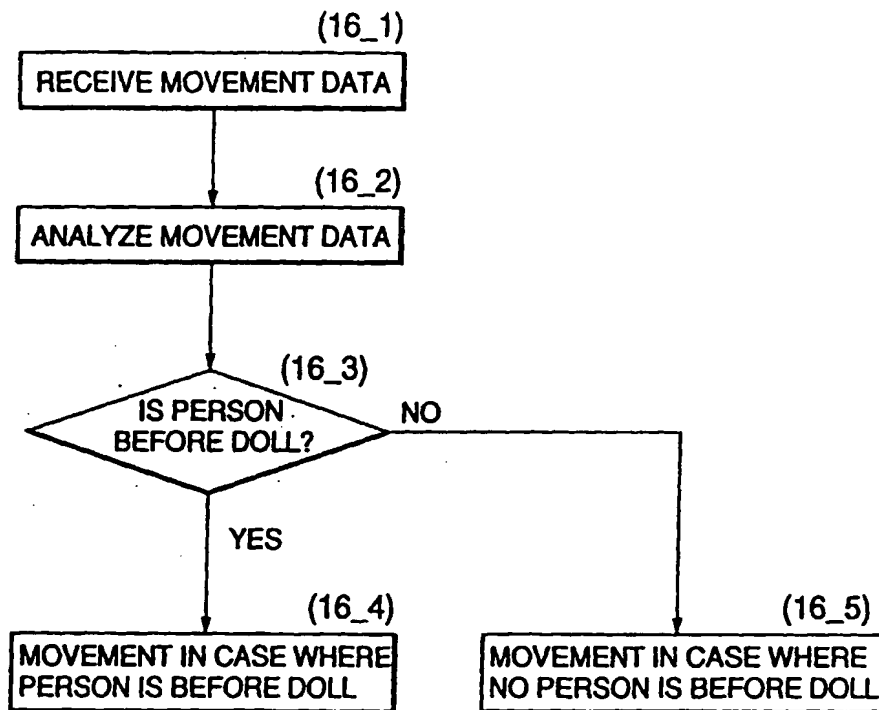 (16_1)
RECEIVE MOVEMENT DATA
(16_2)
ANALYZE MOVEMENT DATA
(16_3)
IS PERSON
BEFORE DOLL?
NO
YES
(16_4)
MOVEMENT IN CASE WHERE
PERSON IS BEFORE DOLL
(16_5)
MOVEMENT IN CASE WHERE
NO PERSON IS BEFORE DOLL